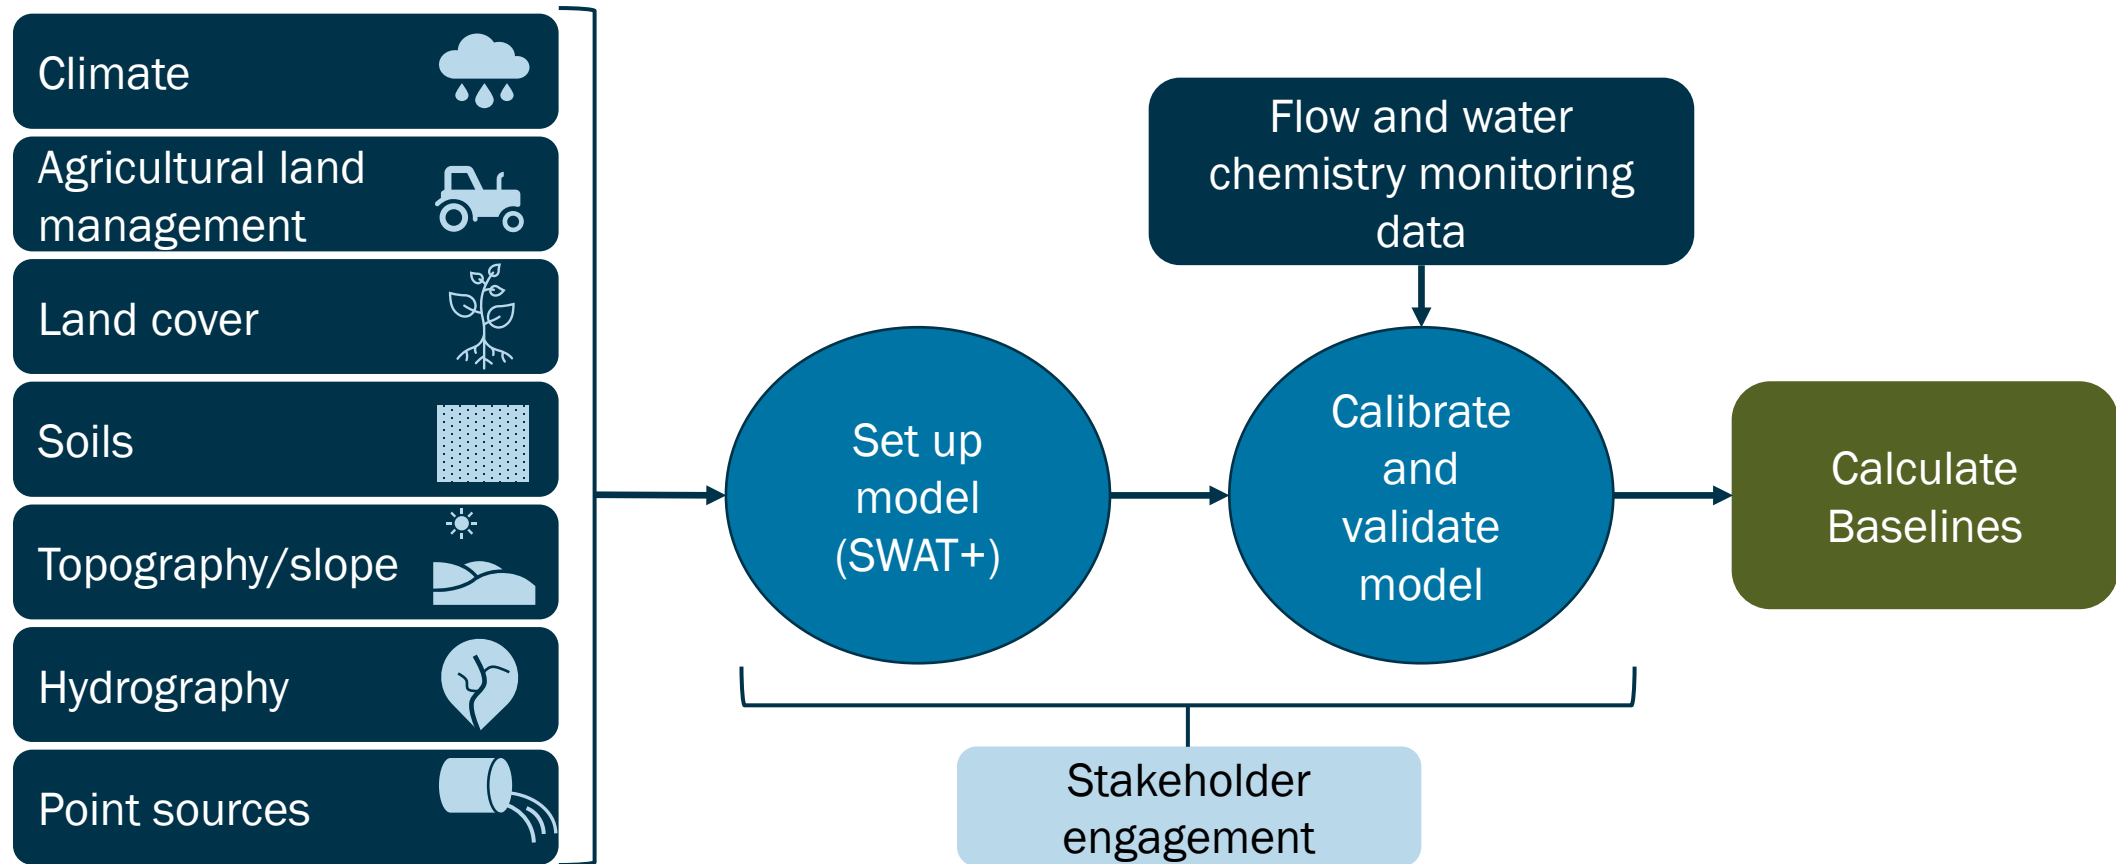 Climate
Agricultural land
management
Land cover
Soils
Topography/slope
Hydrography
Point sources
Set up
model
(SWAT+)
Flow and water
chemistry monitoring
data
Calibrate
and
validate
model
Calculate
Baselines
Stakeholder
engagement